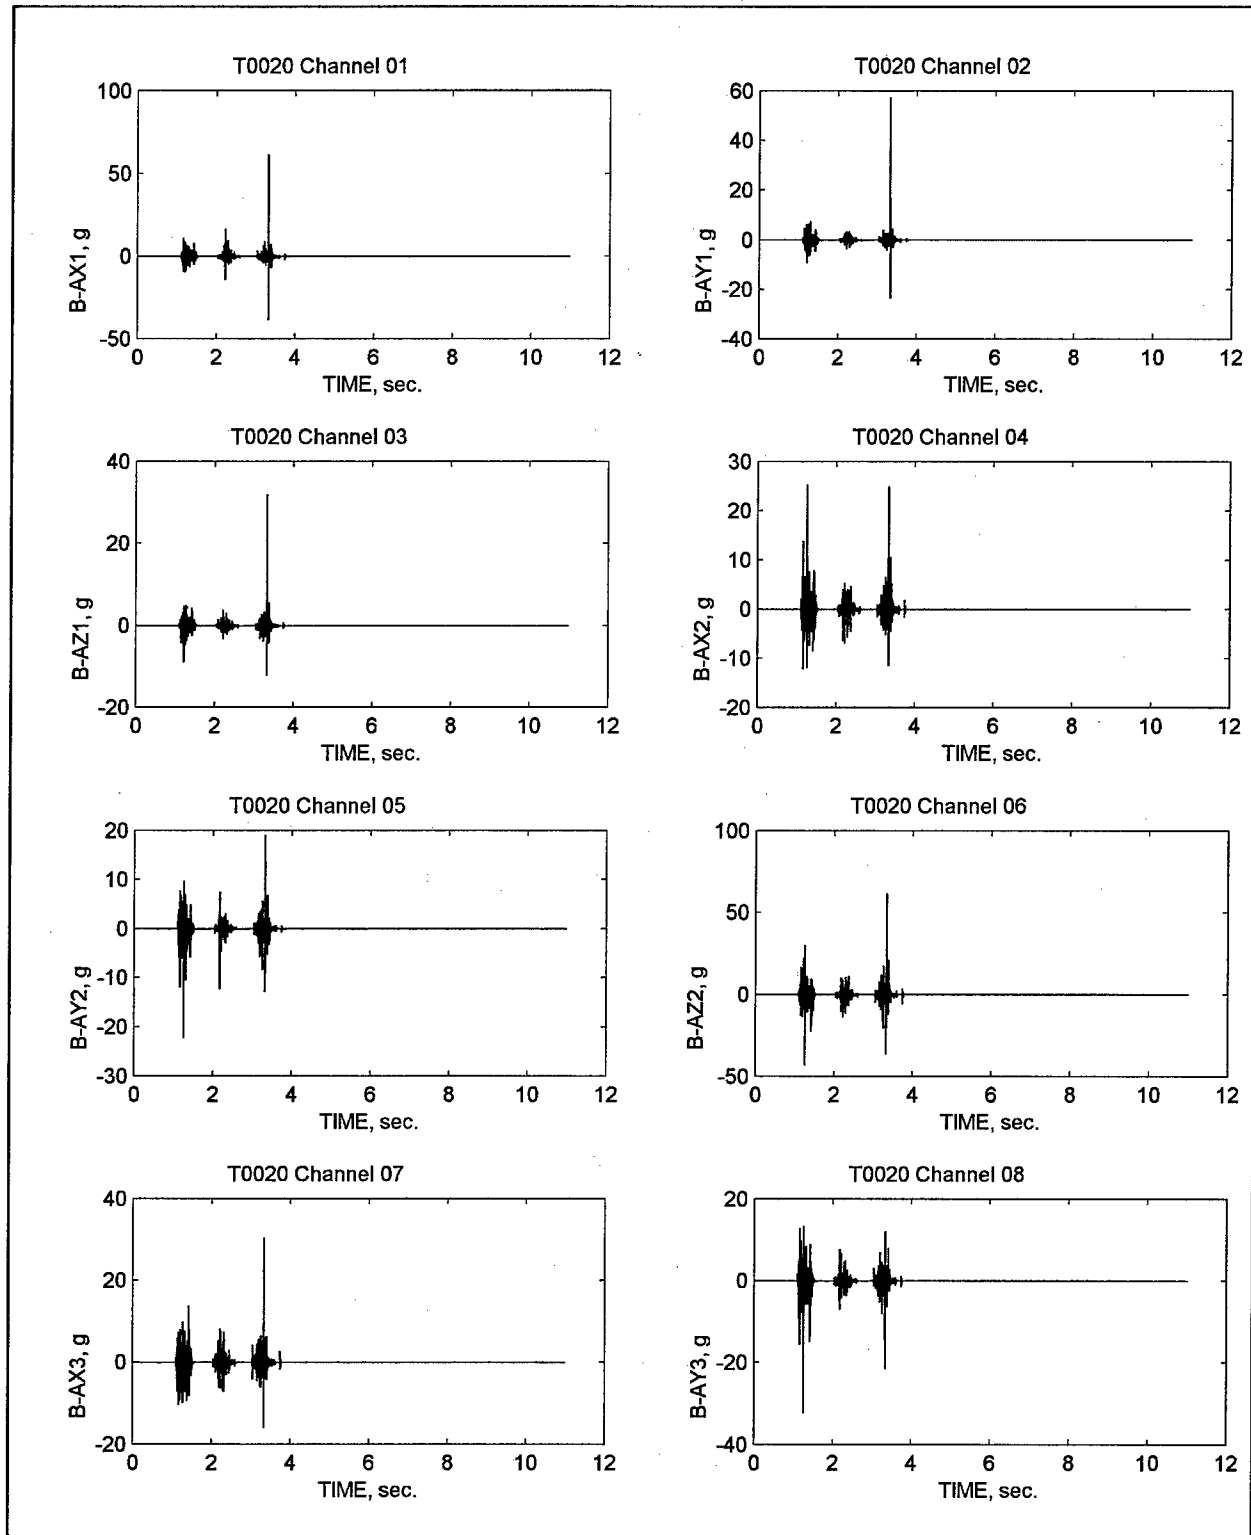 T0020 Channel 01
100
50
0
-50
B-AX1, g
0 2 4 6 8 10 12
TIME, sec.
T0020 Channel 02
60
40
20
0
-20
-40
B-AY1, g
0 2 4 6 8 10 12
TIME, sec.
T0020 Channel 03
40
20
0
-20
B-AZ1, g
0 2 4 6 8 10 12
TIME, sec.
T0020 Channel 04
30
20
10
0
-10
-20
B-AX2, g
0 2 4 6 8 10 12
TIME, sec.
T0020 Channel 05
20
10
0
-10
-20
-30
B-AY2, g
0 2 4 6 8 10 12
TIME, sec.
T0020 Channel 06
100
50
0
-50
B-AZ2, g
0 2 4 6 8 10 12
TIME, sec.
T0020 Channel 07
40
20
0
-20
B-AX3, g
0 2 4 6 8 10 12
TIME, sec.
T0020 Channel 08
20
0
-20
-40
B-AY3, g
0 2 4 6 8 10 12
TIME, sec.